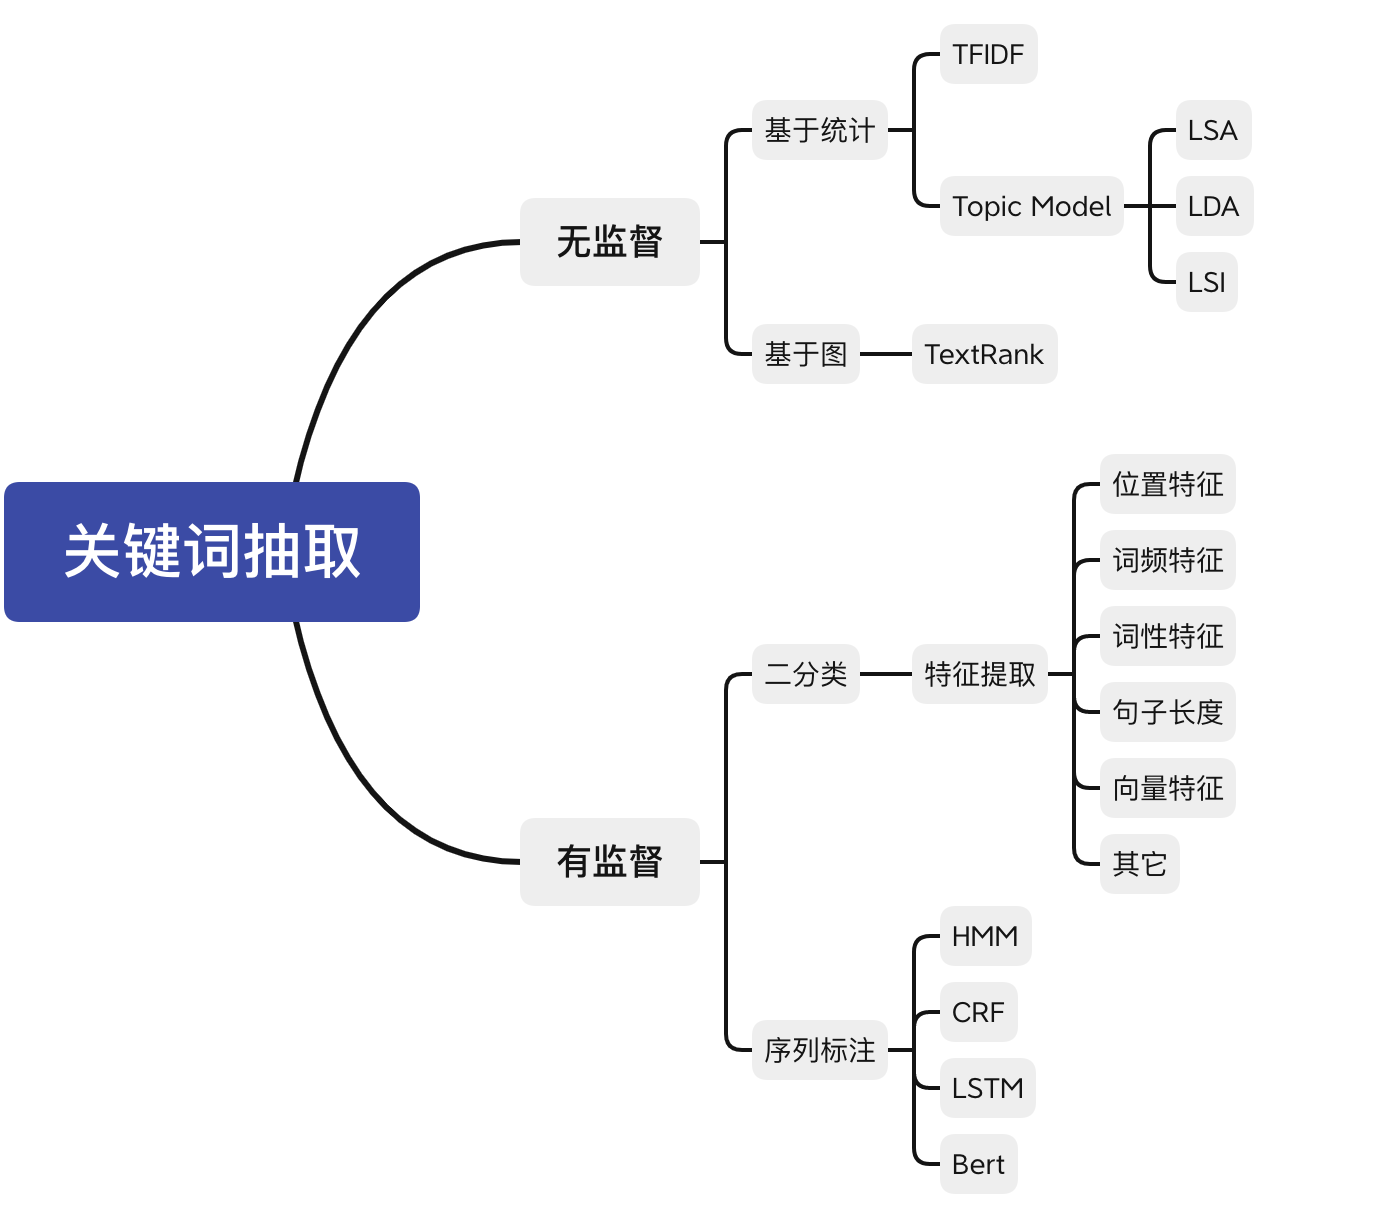 关键词抽取
无监督
基于统计
TFIDF
Topic Model
LSA
LDA
LSI
基于图
TextRank
有监督
二分类
特征提取
位置特征
词频特征
词性特征
句子长度
向量特征
其它
序列标注
HMM
CRF
LSTM
Bert